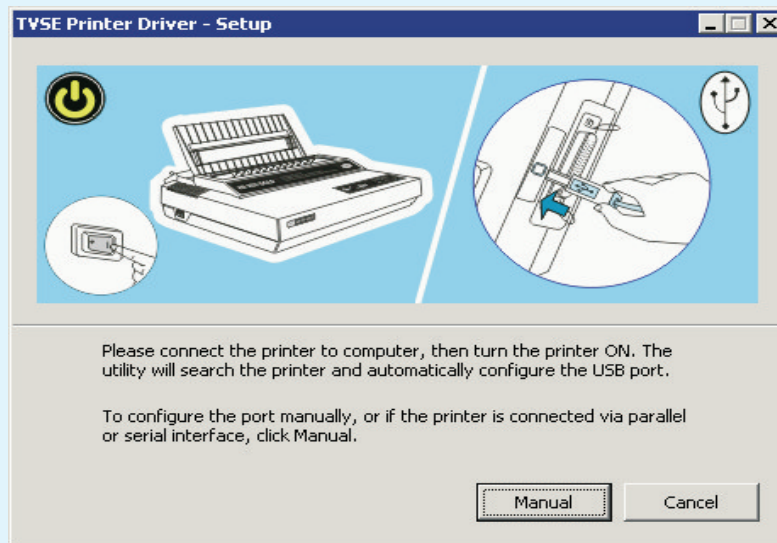 TVSE Printer Driver - Setup
Please connect the printer to computer, then turn the printer ON. The
utility will search the printer and automatically configure the USB port.
To configure the port manually, or if the printer is connected via parallel
or serial interface, click Manual.
Manual
Cancel